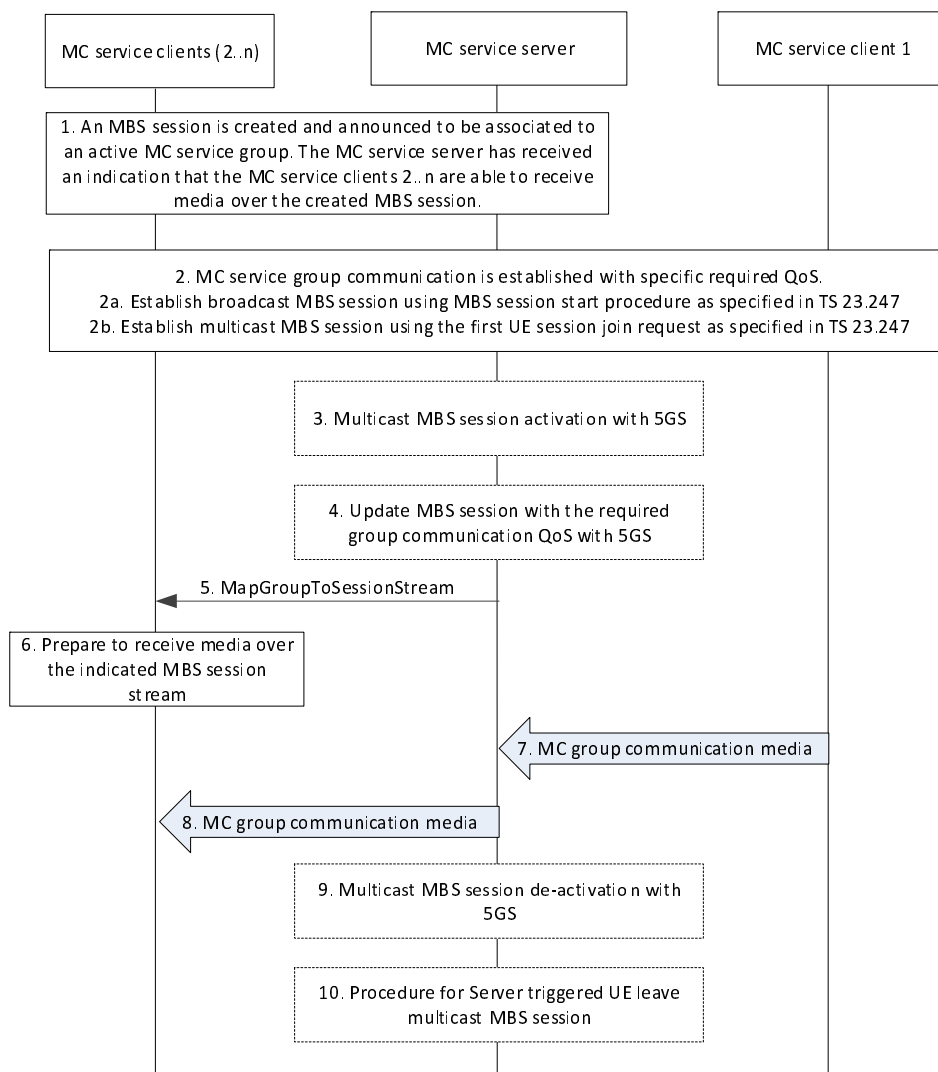 MC service clients (2..n)
MC service server
MC service client 1
1. An MBS session is created and announced to be associated to
an active MC service group. The MC service server has received
an indication that the MC service clients 2..n are able to receive
media over the created MBS session.
2. MC service group communication is established with specific required QoS.
2a. Establish broadcast MBS session using MBS session start procedure as specified in TS 23.247
2b. Establish multicast MBS session using the first UE session join request as specified in TS 23.247
3. Multicast MBS session activation with 5GS
4. Update MBS session with the required
group communication QoS with 5GS
5. MapGroupToSessionStream
6. Prepare to receive media over
the indicated MBS session
stream
7. MC group communication media
8. MC group communication media
9. Multicast MBS session de-activation with
5GS
10. Procedure for Server triggered UE leave
multicast MBS session